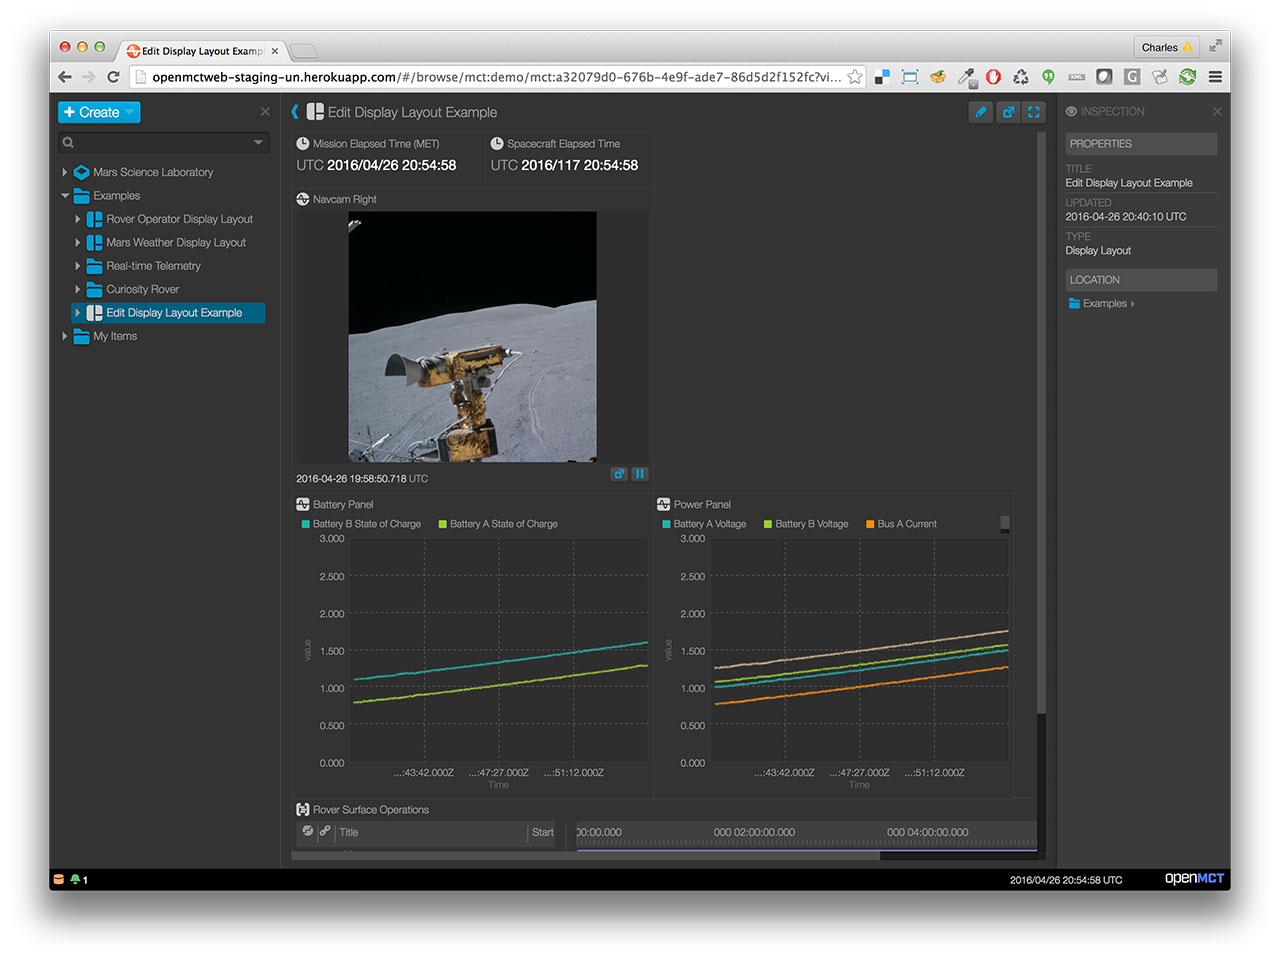 Edit Display Layout Examp
Charles
openmctweb-staging-un.herokuapp.com/#/browse/mct:demo/mct:a32079d0-676b-4e9f-ade7-86d5d2f152fc?vi...
+ Create
Mars Science Laboratory
Examples
Rover Operator Display Layout
Mars Weather Display Layout
Real-time Telemetry
Curiosity Rover
Edit Display Layout Example
My Items
Edit Display Layout Example
Mission Elapsed Time (MET)
UTC 2016/04/26 20:54:58
Spacecraft Elapsed Time
UTC 2016/117 20:54:58
Navcam Right
2016-04-26 19:58:50.718 UTC
Battery Panel
Battery B State of Charge
Battery A State of Charge
3.000
2.500
2.000
1.500
1.000
0.500
0.000
value
...:43:42.000Z
...:47:27.000Z
...:51:12.000Z
Time
Power Panel
Battery A Voltage
Battery B Voltage
Bus A Current
3.000
2.500
2.000
1.500
1.000
0.500
0.000
value
...:43:42.000Z
...:47:27.000Z
...:51:12.000Z
Time
Rover Surface Operations
Title
Start
00:00.000
000 02:00:00.000
000 04:00:00.000
INSPECTION
PROPERTIES
TITLE
Edit Display Layout Example
UPDATED
2016-04-26 20:40:10 UTC
TYPE
Display Layout
LOCATION
Examples
1
2016/04/26 20:54:58 UTC
openMCT